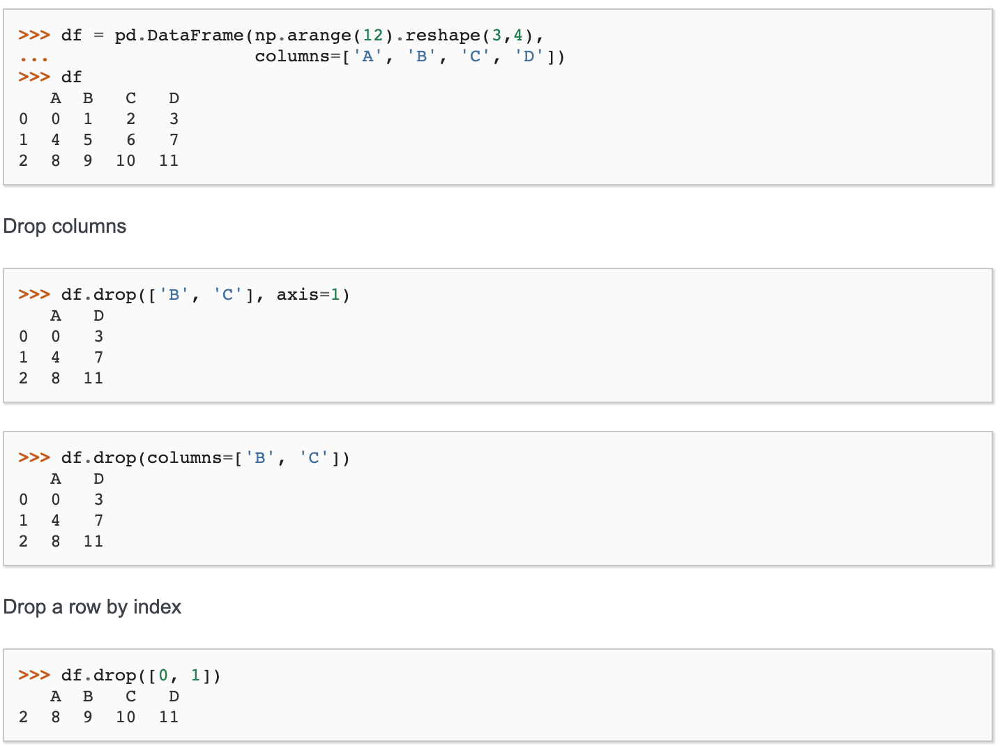 >>> df = pd.DataFrame(np.arange(12).reshape(3,4),
...                   columns=['A', 'B', 'C', 'D'])
>>> df
   A  B   C   D
0  0  1   2   3
1  4  5   6   7
2  8  9  10  11
Drop columns
>>> df.drop(['B', 'C'], axis=1)
   A   D
0  0   3
1  4   7
2  8  11
>>> df.drop(columns=['B', 'C'])
   A   D
0  0   3
1  4   7
2  8  11
Drop a row by index
>>> df.drop([0, 1])
   A  B   C   D
2  8  9  10  11